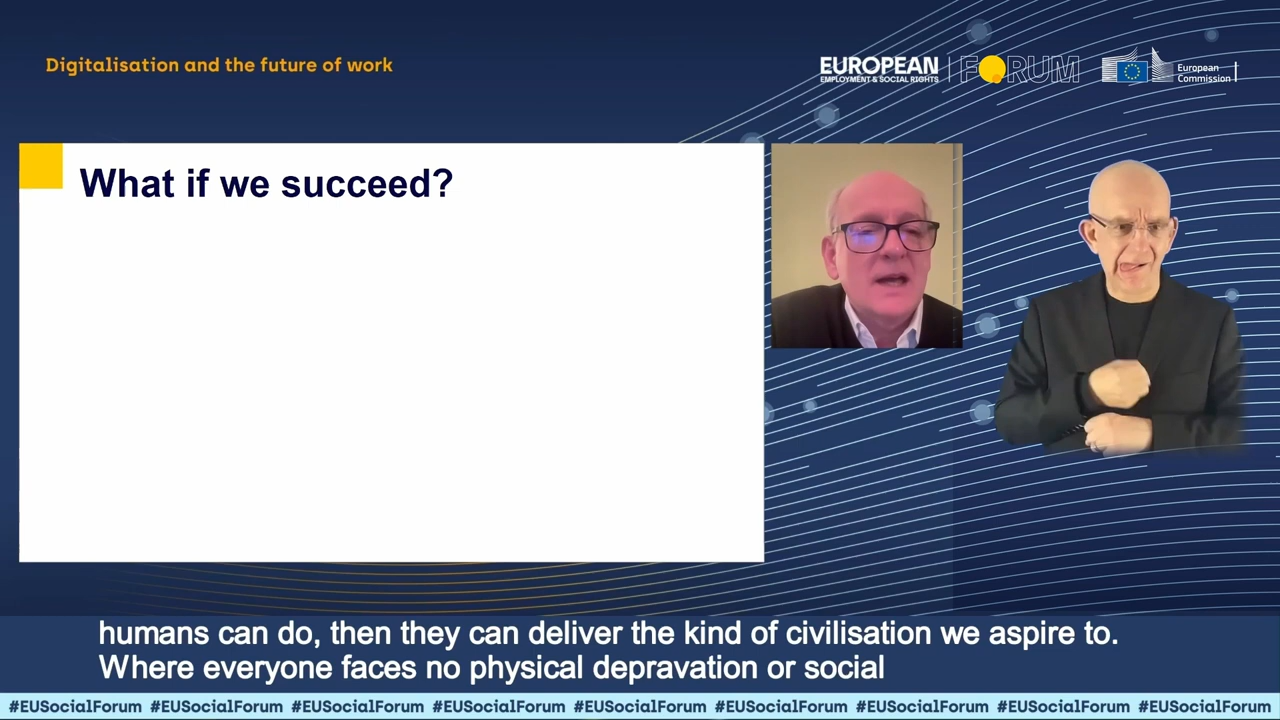 Digitalisation and the future of work
EUROPEAN
EMPLOYMENT & SOCIAL RIGHTS
FORUM
European
Commission
What if we succeed?
humans can do, then they can deliver the kind of civilisation we aspire to.
Where everyone faces no physical depravation or social
#EUSocialForum #EUSocialForum #EUSocialForum #EUSocialForum #EUSocialForum #EUSocialForum #EUSocialForum #EUSocialForum #EUSocialForum